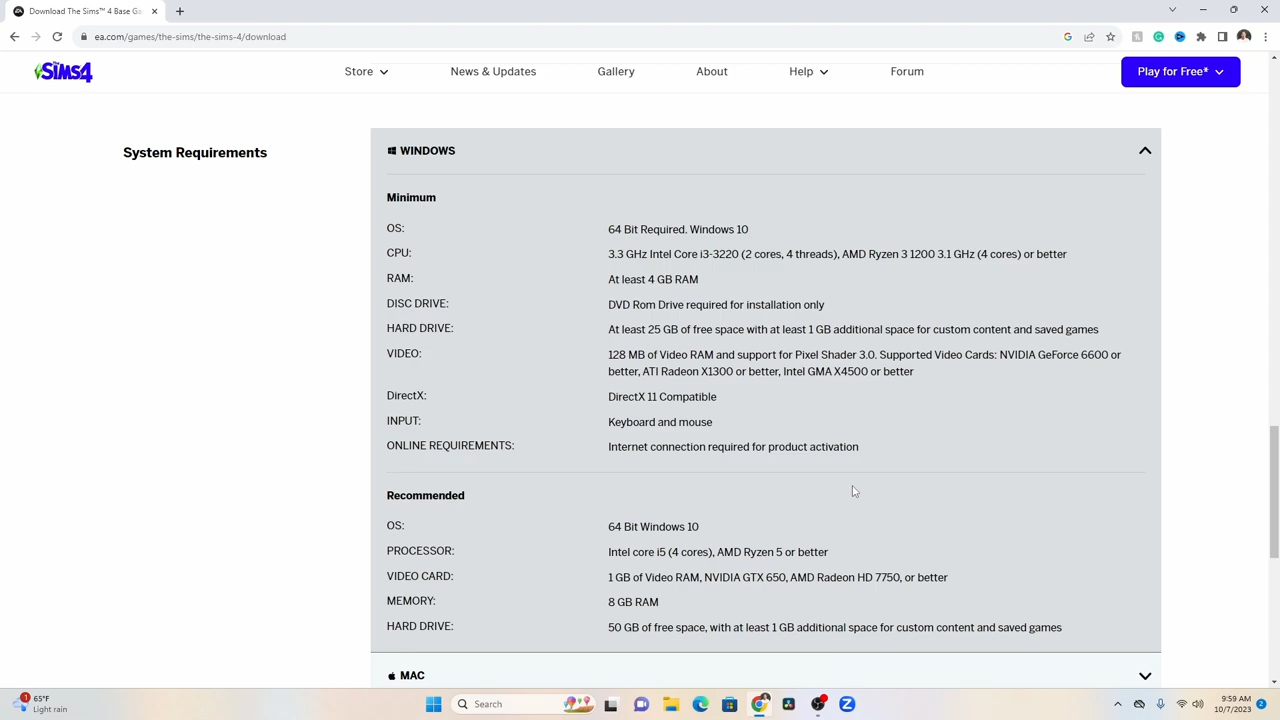 Download The Sims™ 4 Base Ga
ea.com/games/the-sims/the-sims-4/download
The Sims 4
Store
News & Updates
Gallery
About
Help
Forum
Play for Free*
System Requirements
WINDOWS
Minimum
OS: 64 Bit Required. Windows 10
CPU: 3.3 GHz Intel Core i3-3220 (2 cores, 4 threads), AMD Ryzen 3 1200 3.1 GHz (4 cores) or better
RAM: At least 4 GB RAM
DISC DRIVE: DVD Rom Drive required for installation only
HARD DRIVE: At least 25 GB of free space with at least 1 GB additional space for custom content and saved games
VIDEO: 128 MB of Video RAM and support for Pixel Shader 3.0. Supported Video Cards: NVIDIA GeForce 6600 or
better, ATI Radeon X1300 or better, Intel GMA X4500 or better
DirectX: DirectX 11 Compatible
INPUT: Keyboard and mouse
ONLINE REQUIREMENTS: Internet connection required for product activation
Recommended
OS: 64 Bit Windows 10
PROCESSOR: Intel core i5 (4 cores), AMD Ryzen 5 or better
VIDEO CARD: 1 GB of Video RAM, NVIDIA GTX 650, AMD Radeon HD 7750, or better
MEMORY: 8 GB RAM
HARD DRIVE: 50 GB of free space, with at least 1 GB additional space for custom content and saved games
MAC
1
65°F
Light rain
Search
9:59 AM
10/7/2023
2